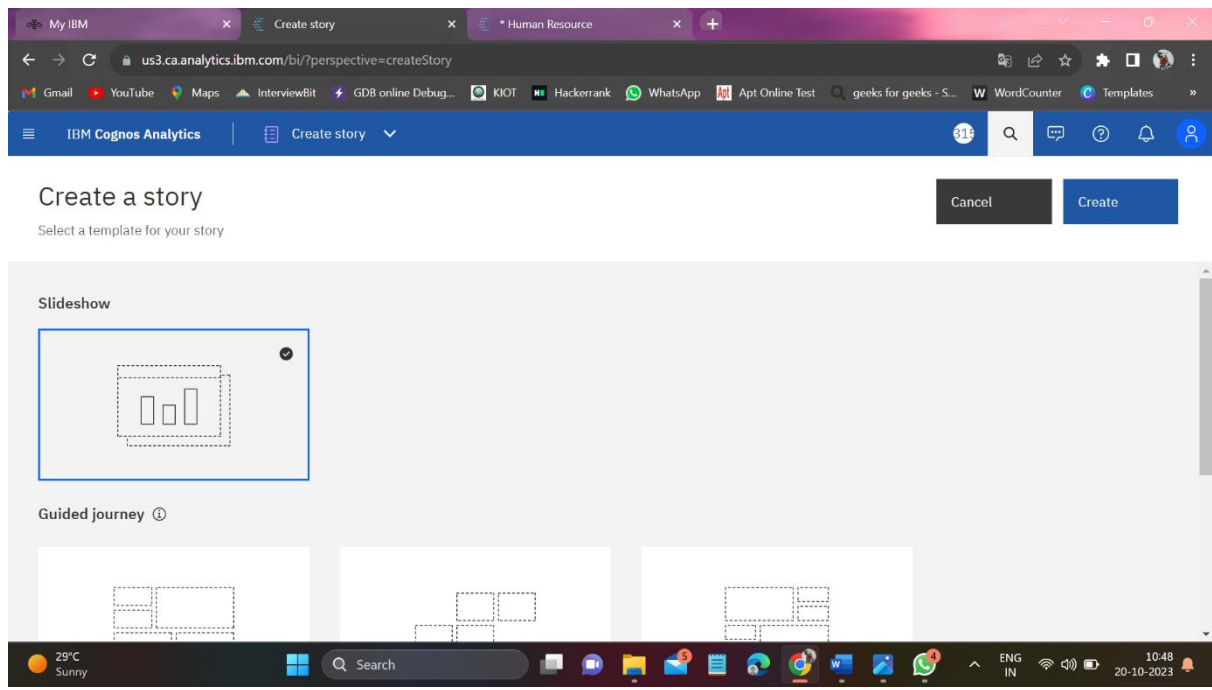 My IBM
Create story
* Human Resource
us3.ca.analytics.ibm.com/bi/?perspective=createStory
Gmail YouTube Maps InterviewBit GDB online Debug... KIOT Hackerrank WhatsApp Apt Online Test geeks for geeks - S... WordCounter Templates »
IBM Cognos Analytics Create story
Create a story
Cancel
Create
Select a template for your story
Slideshow
Guided journey
29°C
Sunny
Search
5
4
ENG
IN
10:48
20-10-2023